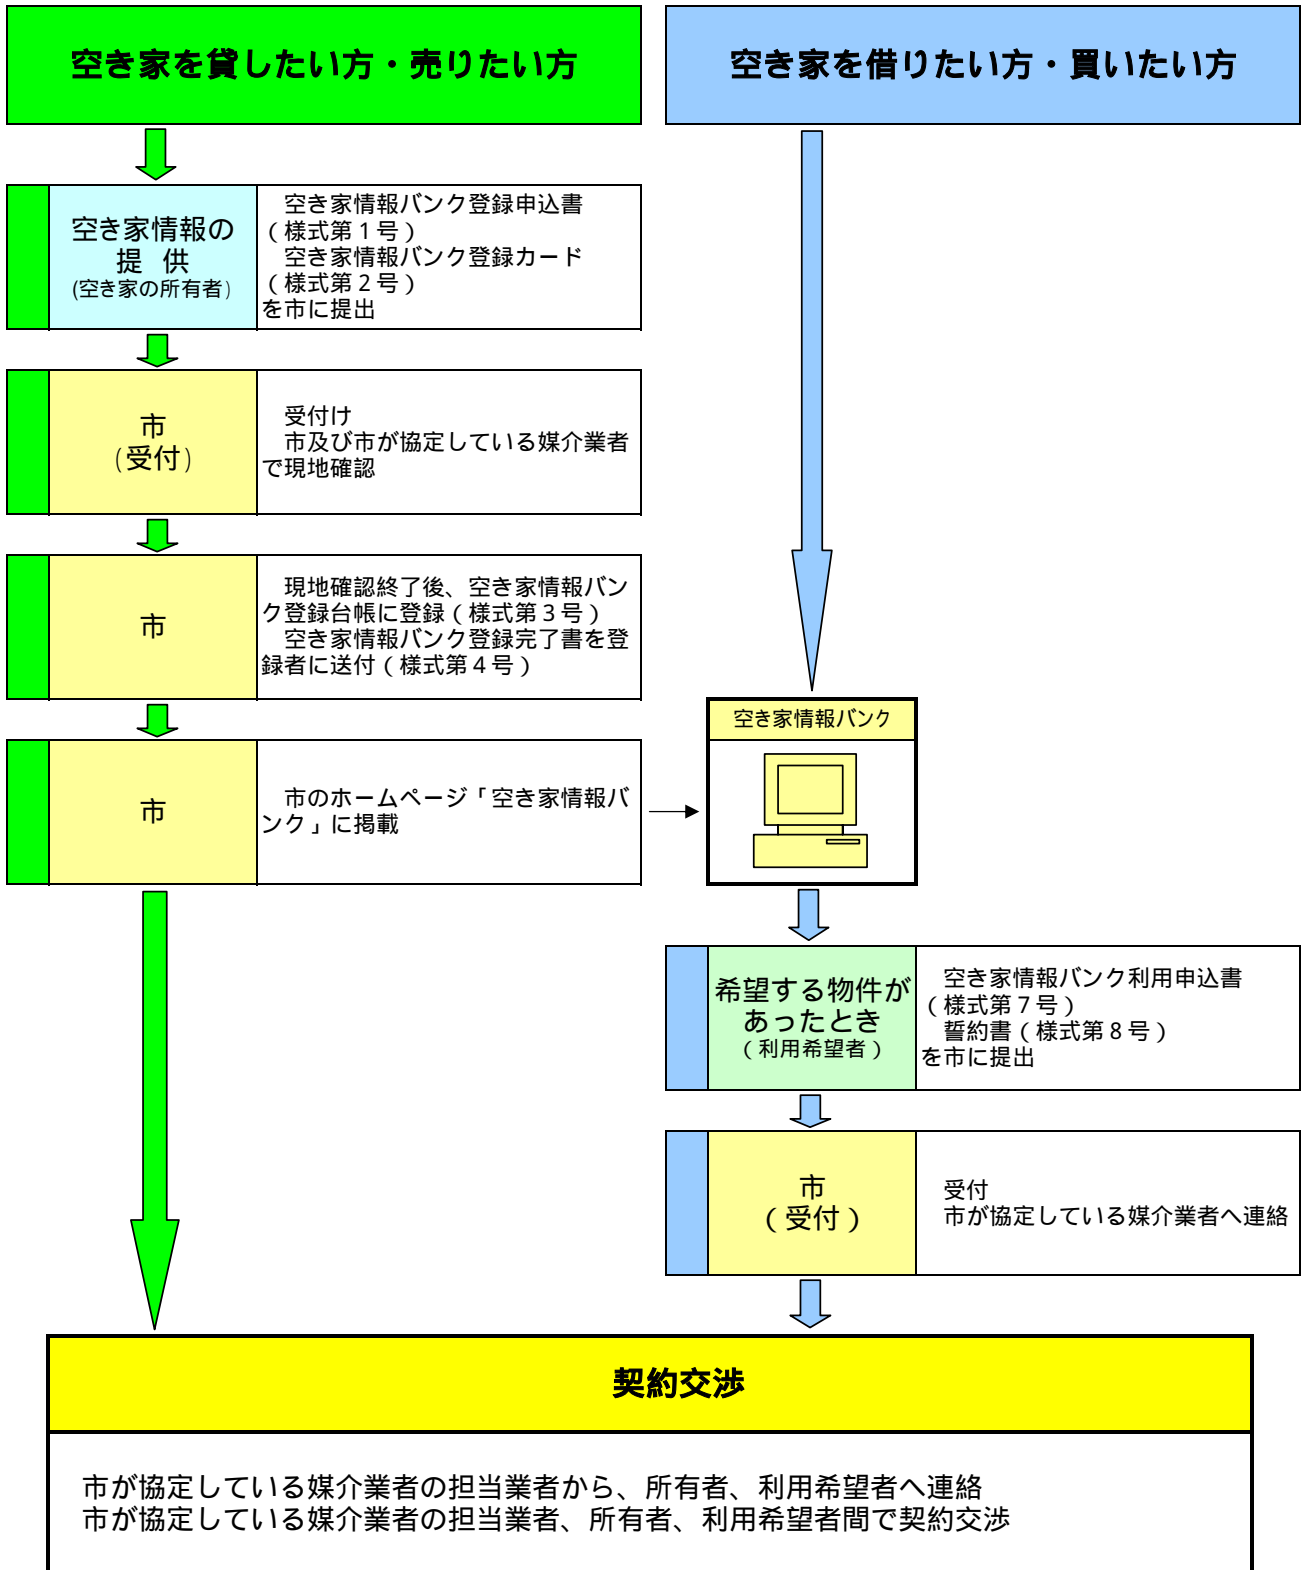 空き家を貸したい方・売りたい方
空き家情報の
提 供
(空き家の所有者)
空き家情報バンク登録申込書
(様式第1号)
空き家情報バンク登録カード
(様式第2号)
を市に提出
市
(受付)
受付け
市及び市が協定している媒介業者
で現地確認
市
現地確認終了後、空き家情報バン
ク登録台帳に登録(様式第3号)
空き家情報バンク登録完了書を登
録者に送付(様式第4号)
市
市のホームページ「空き家情報バ
ンク」に掲載
空き家を借りたい方・買いたい方
空き家情報バンク
希望する物件が
あったとき
(利用希望者)
空き家情報バンク利用申込書
(様式第7号)
誓約書(様式第8号)
を市に提出
市
(受付)
受付
市が協定している媒介業者へ連絡
契約交渉
市が協定している媒介業者の担当業者から、所有者、利用希望者へ連絡
市が協定している媒介業者の担当業者、所有者、利用希望者間で契約交渉